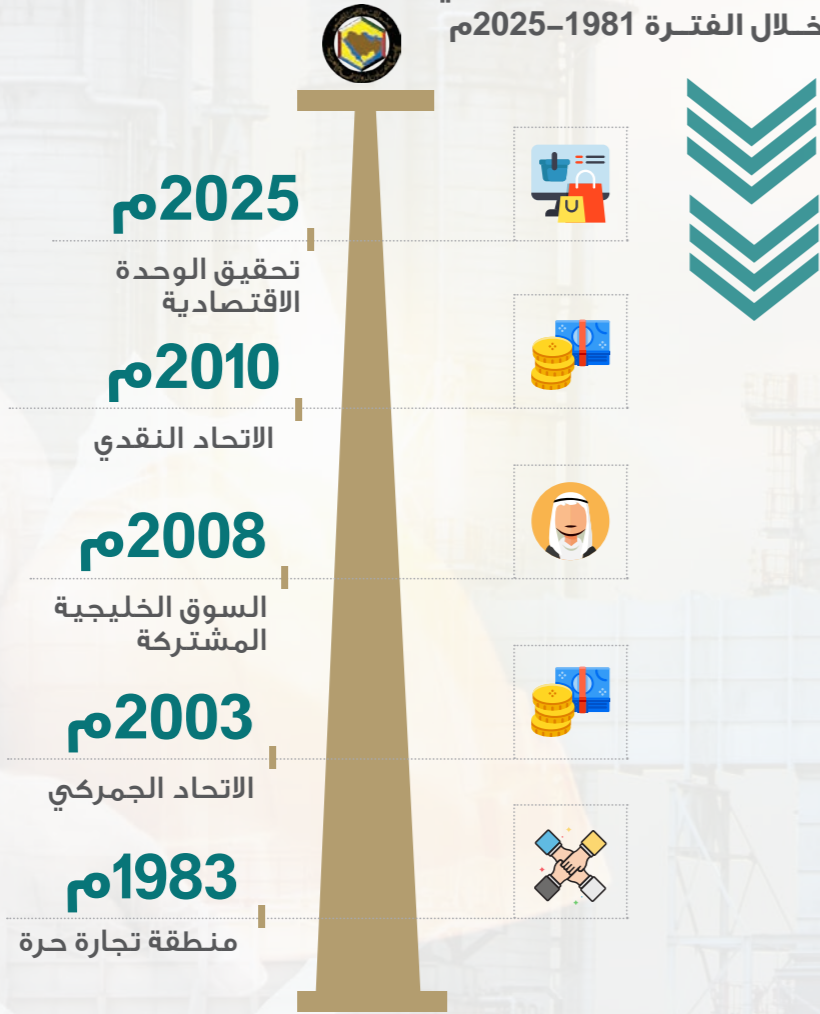 خلال الفترة 1981–2025م
2025م
تحقيق الوحدة
الاقتصادية
2010م
الاتحاد النقدي
2008م
السوق الخليجية
المشتركة
2003م
الاتحاد الجمركي
1983م
منطقة تجارة حرة